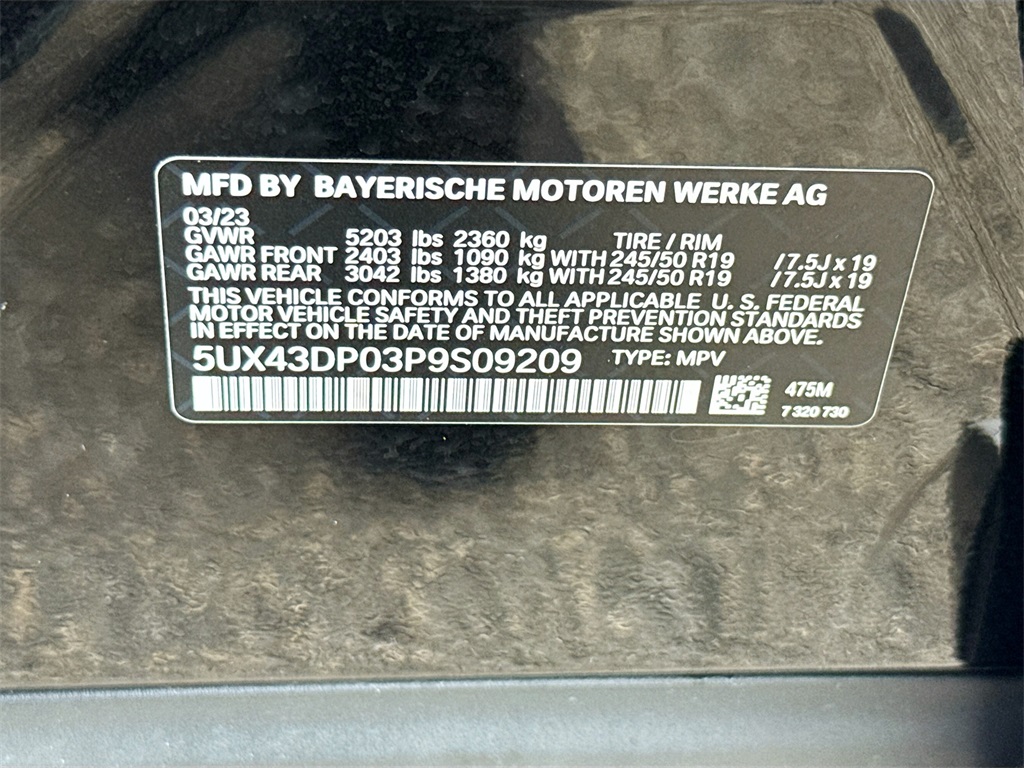 MFD BY BAYERISCHE MOTOREN WERKE AG
03/23
GVWR 5203 lbs 2360 kg TIRE / RIM
GAWR FRONT 2403 lbs 1090 kg WITH 245/50 R19 /7.5J x 19
GAWR REAR 3042 lbs 1380 kg WITH 245/50 R19 /7.5J x 19
THIS VEHICLE CONFORMS TO ALL APPLICABLE U. S. FEDERAL
MOTOR VEHICLE SAFETY AND THEFT PREVENTION STANDARDS
IN EFFECT ON THE DATE OF MANUFACTURE SHOWN ABOVE.
5UX43DP03P9S09209 TYPE: MPV
475M
7 320 730